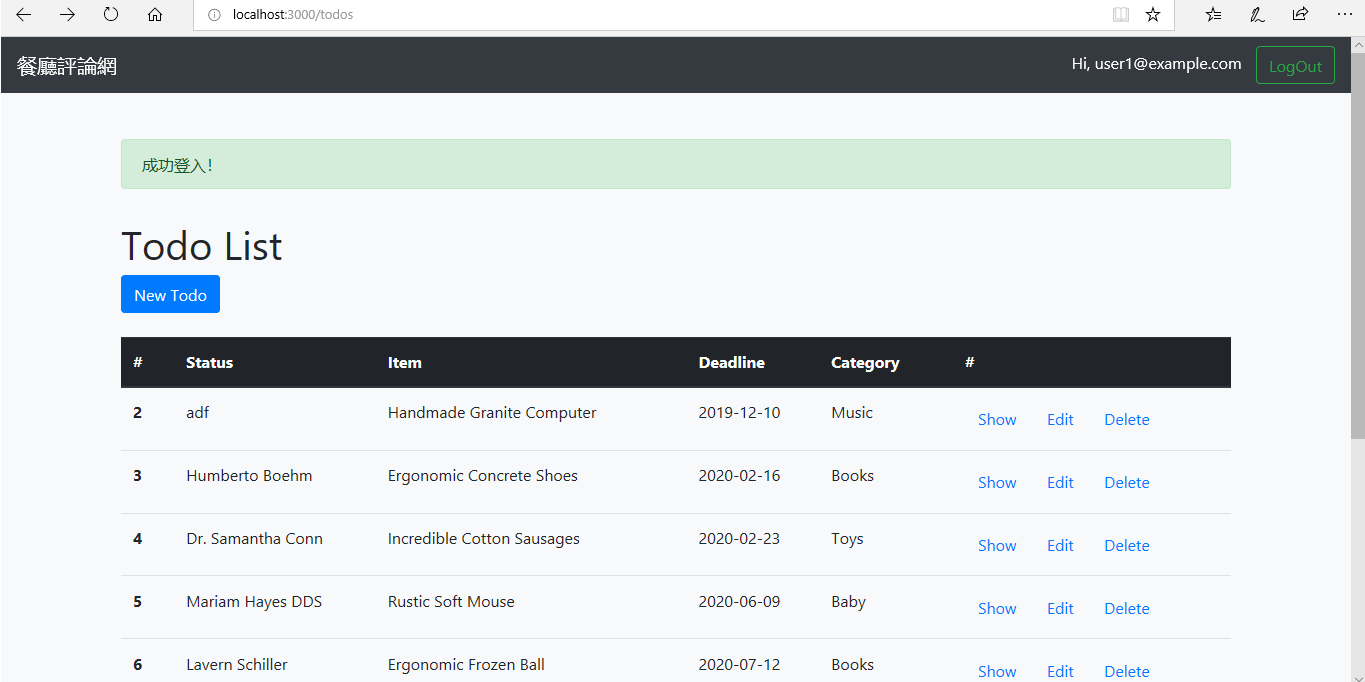 localhost:3000/todos
餐廳評論網 Hi, user1@example.com LogOut
成功登入!
Todo List
New Todo
# Status Item Deadline Category #
2 adf Handmade Granite Computer 2019-12-10 Music Show Edit Delete
3 Humberto Boehm Ergonomic Concrete Shoes 2020-02-16 Books Show Edit Delete
4 Dr. Samantha Conn Incredible Cotton Sausages 2020-02-23 Toys Show Edit Delete
5 Mariam Hayes DDS Rustic Soft Mouse 2020-06-09 Baby Show Edit Delete
6 Lavern Schiller Ergonomic Frozen Ball 2020-07-12 Books Show Edit Delete